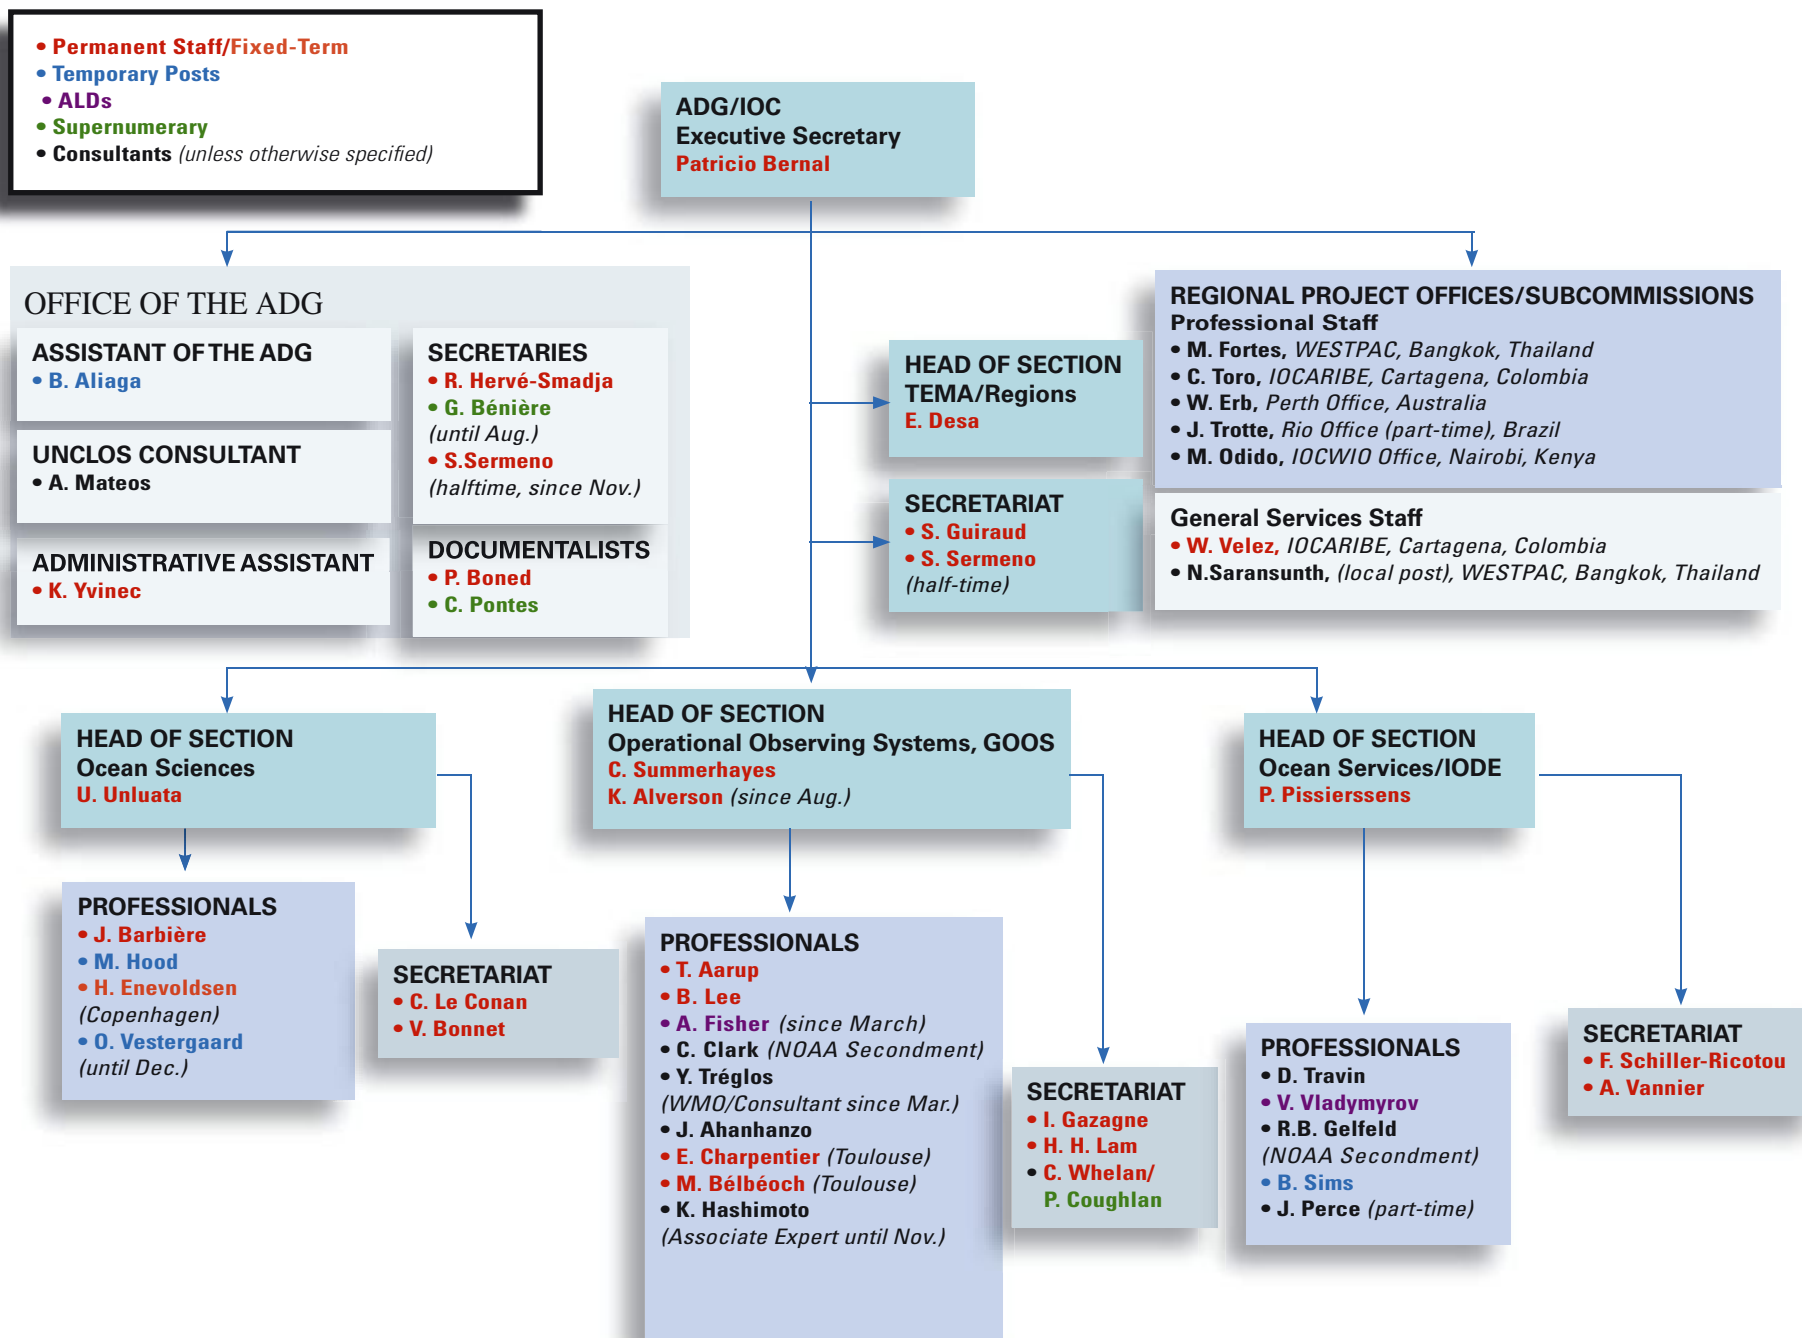 • Permanent Staff/Fixed-Term
• Temporary Posts
• ALDs
• Supernumerary
• Consultants (unless otherwise specified)
ADG/IOC
Executive Secretary
Patricio Bernal
OFFICE OF THE ADG
ASSISTANT OF THE ADG
• B. Aliaga
UNCLOS CONSULTANT
• A. Mateos
ADMINISTRATIVE ASSISTANT
• K. Yvinec
SECRETARIES
• R. Hervé-Smadja
• G. Bénière
(until Aug.)
• S.Sermeno
(halftime, since Nov.)
DOCUMENTALISTS
• P. Boned
• C. Pontes
HEAD OF SECTION
TEMA/Regions
E. Desa
SECRETARIAT
• S. Guiraud
• S. Sermeno
(half-time)
REGIONAL PROJECT OFFICES/SUBCOMMISSIONS
Professional Staff
• M. Fortes, WESTPAC, Bangkok, Thailand
• C. Toro, IOCARIBE, Cartagena, Colombia
• W. Erb, Perth Office, Australia
• J. Trotte, Rio Office (part-time), Brazil
• M. Odido, IOCWIO Office, Nairobi, Kenya
General Services Staff
• W. Velez, IOCARIBE, Cartagena, Colombia
• N.Saransunth, (local post), WESTPAC, Bangkok, Thailand
HEAD OF SECTION
Ocean Sciences
U. Unluata
PROFESSIONALS
• J. Barbière
• M. Hood
• H. Enevoldsen
(Copenhagen)
• O. Vestergaard
(until Dec.)
SECRETARIAT
• C. Le Conan
• V. Bonnet
HEAD OF SECTION
Operational Observing Systems, GOOS
C. Summerhayes
K. Alverson (since Aug.)
PROFESSIONALS
• T. Aarup
• B. Lee
• A. Fisher (since March)
• C. Clark (NOAA Secondment)
• Y. Tréglos
(WMO/Consultant since Mar.)
• J. Ahanhanzo
• E. Charpentier (Toulouse)
• M. Bélbéoch (Toulouse)
• K. Hashimoto
(Associate Expert until Nov.)
SECRETARIAT
• I. Gazagne
• H. H. Lam
• C. Whelan/
P. Coughlan
HEAD OF SECTION
Ocean Services/IODE
P. Pissierssens
PROFESSIONALS
• D. Travin
• V. Vladymyrov
• R.B. Gelfeld
(NOAA Secondment)
• B. Sims
• J. Perce (part-time)
SECRETARIAT
• F. Schiller-Ricotou
• A. Vannier